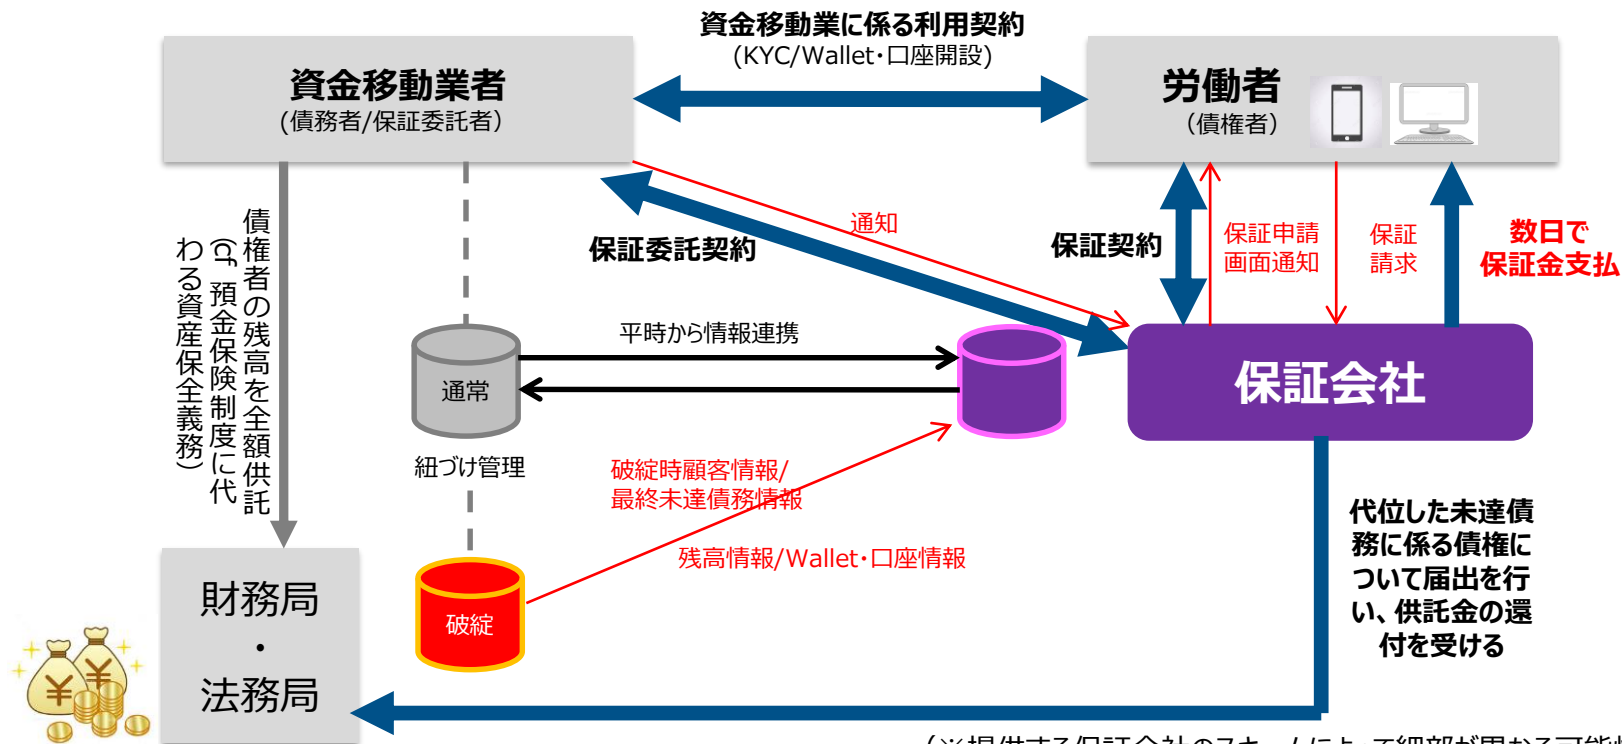 資金移動業に係る利用契約
(KYC/Wallet・口座開設)
資金移動業者
(債務者/保証委託者)
労働者
(債権者)
通知
保証委託契約
保証契約
保証申請
画面通知
保証
請求
数日で
保証金支払
債権者の残高を全額供託
(cf 預金保険制度に代
わる資産保全義務)
平時から情報連携
通常
保証会社
紐づけ管理
破綻時顧客情報/
最終未達債務情報
残高情報/Wallet・口座情報
破綻
代位した未達債
務に係る債権に
ついて届出を行
い、供託金の還
付を受ける
財務局
・
法務局